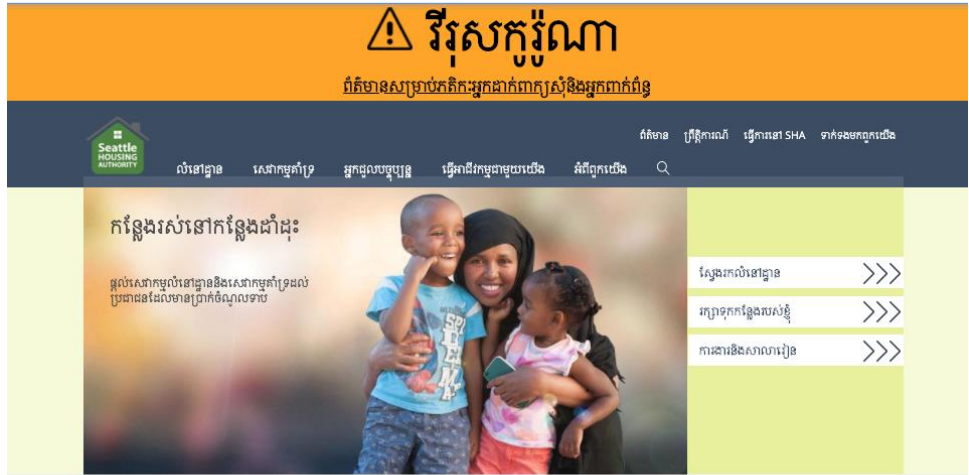 វីរុសកូរ៉ូណា
ព័ត៌មានសម្រាប់ភតិកៈអ្នកដាក់ពាក្យសុំនិងអ្នកពាក់ព័ន្ធ
ព័ត៌មាន ព្រឹត្តិការណ៍ ធ្វើការនៅ SHA ទាក់ទងមកពួកយើង
Seattle
HOUSING
AUTHORITY
លំនៅដ្ឋាន សេវាកម្មគាំទ្រ អ្នកជួលបច្ចុប្បន្ន ធ្វើអាជីវកម្មជាមួយយើង អំពីពួកយើង
កន្លែងរស់នៅកន្លែងដាំដុះ
ផ្តល់សេវាកម្មលំនៅដ្ឋាននិងសេវាកម្មគាំទ្រដល់
ប្រជាជនដែលមានប្រាក់ចំណូលទាប
ស្វែងរកលំនៅដ្ឋាន
រក្សាទុកកន្លែងរបស់ខ្ញុំ
ការងារនិងសាលារៀន